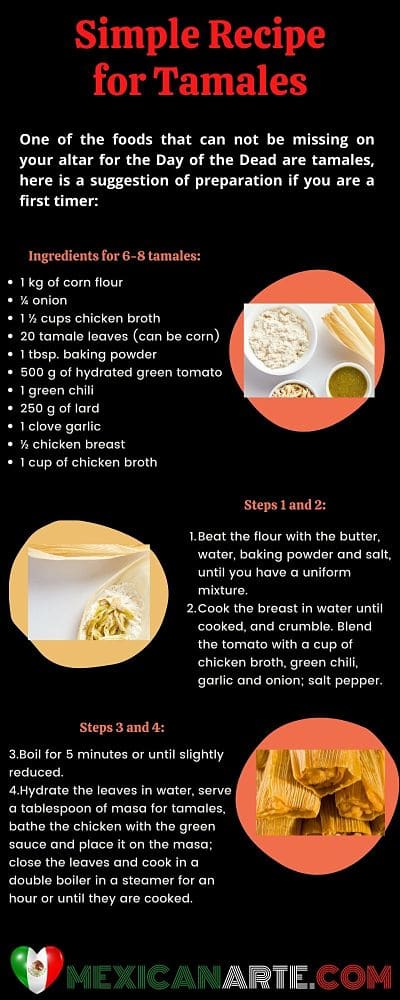 Simple Recipe
for Tamales
One of the foods that can not be missing on
your altar for the Day of the Dead are tamales,
here is a suggestion of preparation if you are a
first timer:
Ingredients for 6-8 tamales:
• 1 kg of corn flour
• ¼ onion
• 1 ½ cups chicken broth
• 20 tamale leaves (can be corn)
• 1 tbsp. baking powder
• 500 g of hydrated green tomato
• 1 green chili
• 250 g of lard
• 1 clove garlic
• ½ chicken breast
• 1 cup of chicken broth
Steps 1 and 2:
1.Beat the flour with the butter,
water, baking powder and salt,
until you have a uniform
mixture.
2.Cook the breast in water until
cooked, and crumble. Blend
the tomato with a cup of
chicken broth, green chili,
garlic and onion; salt pepper.
Steps 3 and 4:
3.Boil for 5 minutes or until slightly
reduced.
4.Hydrate the leaves in water, serve
a tablespoon of masa for tamales,
bathe the chicken with the green
sauce and place it on the masa;
close the leaves and cook in a
double boiler in a steamer for an
hour or until they are cooked.
MEXICANARTE.COM